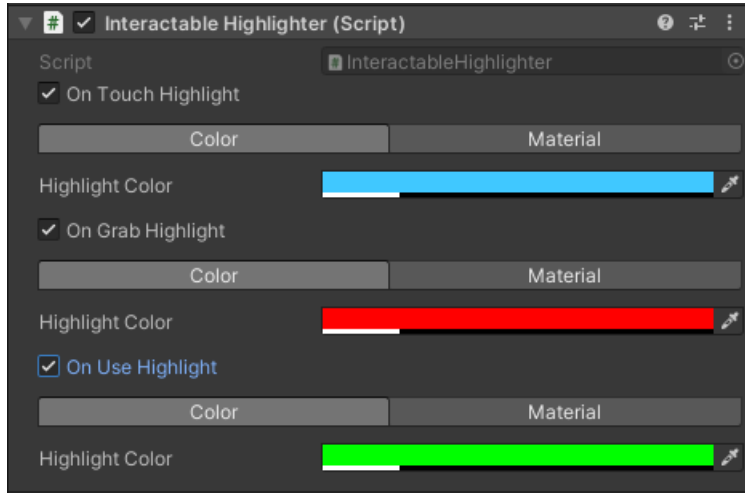 # Interactable Highlighter (Script)
Script InteractableHighlighter
On Touch Highlight
Color Material
Highlight Color
On Grab Highlight
Color Material
Highlight Color
On Use Highlight
Color Material
Highlight Color